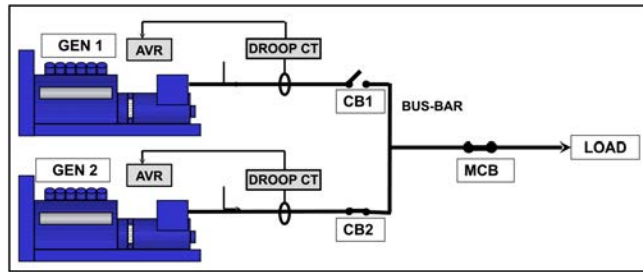 GEN 1
AVR
DROOP CT
CB1
BUS-BAR
MCB
LOAD
GEN 2
AVR
DROOP CT
CB2